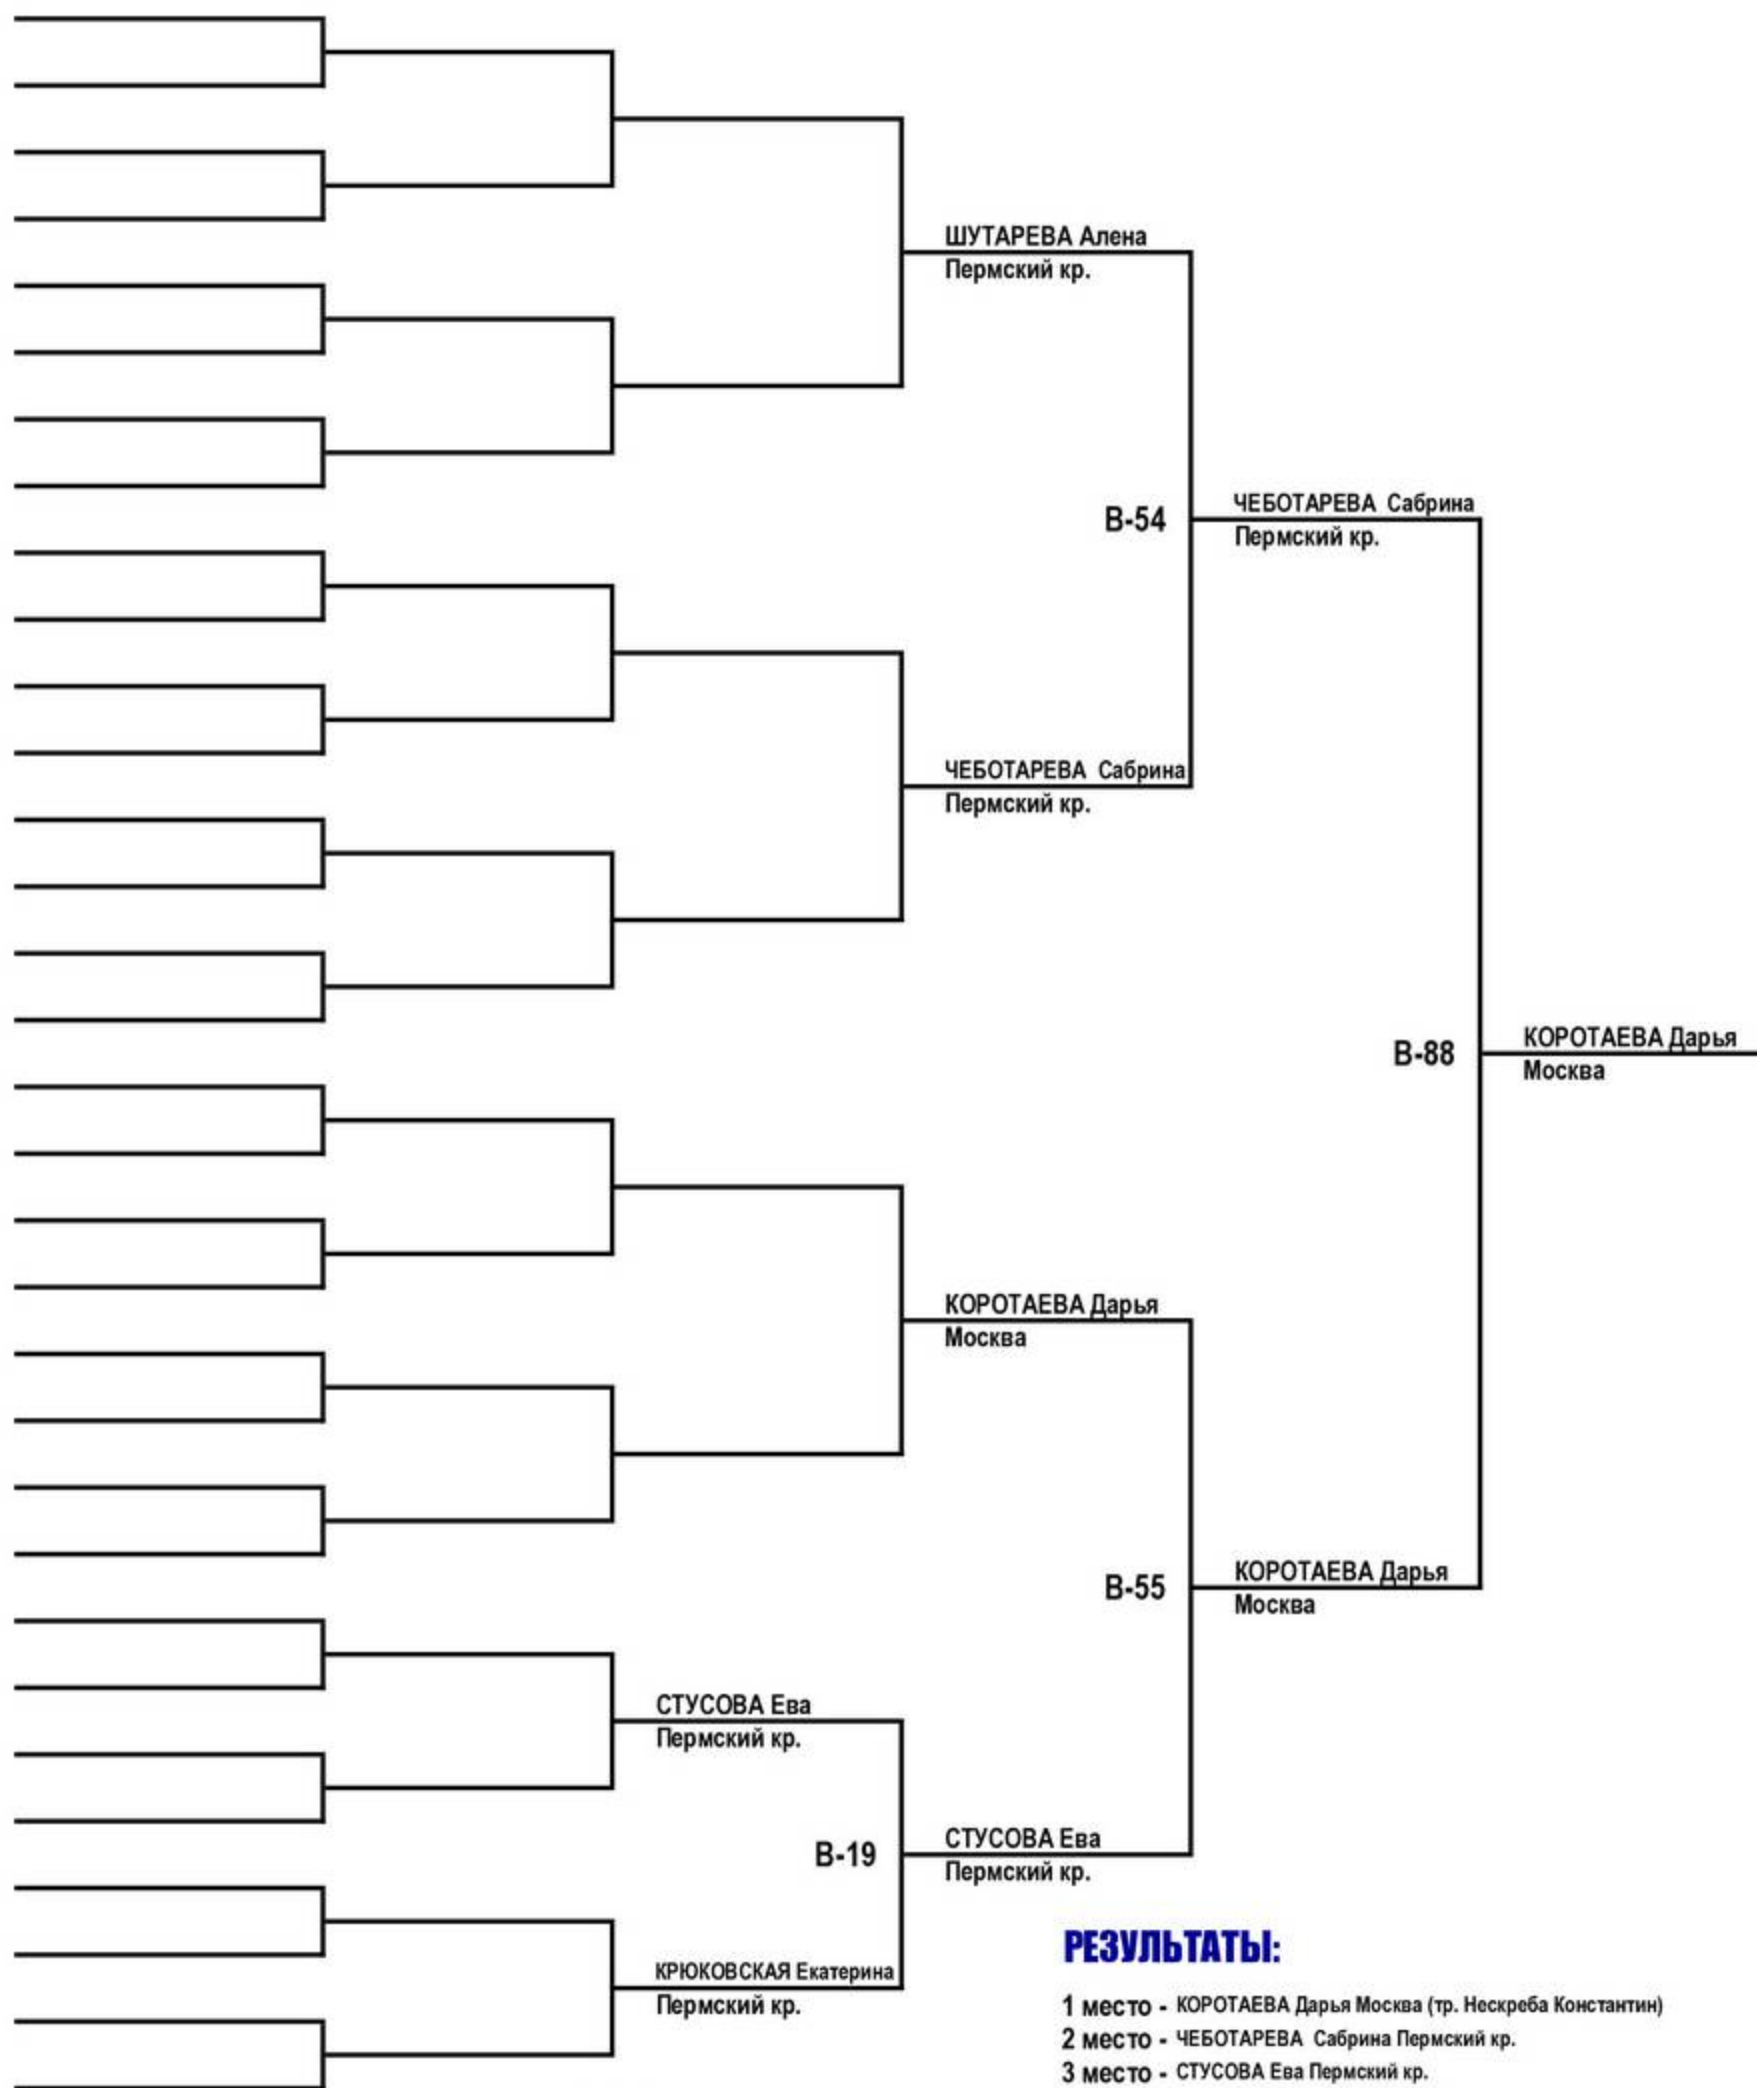 ШУТАРЕВА Алена
Пермский кр.
В-54
ЧЕБОТАРЕВА Сабрина
Пермский кр.
ЧЕБОТАРЕВА Сабрина
Пермский кр.
В-88
КОРОТАЕВА Дарья
Москва
КОРОТАЕВА Дарья
Москва
В-55
КОРОТАЕВА Дарья
Москва
СТУСОВА Ева
Пермский кр.
В-19
СТУСОВА Ева
Пермский кр.
КРЮКОВСКАЯ Екатерина
Пермский кр.
РЕЗУЛЬТАТЫ:
1 место - КОРОТАЕВА Дарья Москва (тр. Нескреба Константин)
2 место - ЧЕБОТАРЕВА Сабрина Пермский кр.
3 место - СТУСОВА Ева Пермский кр.